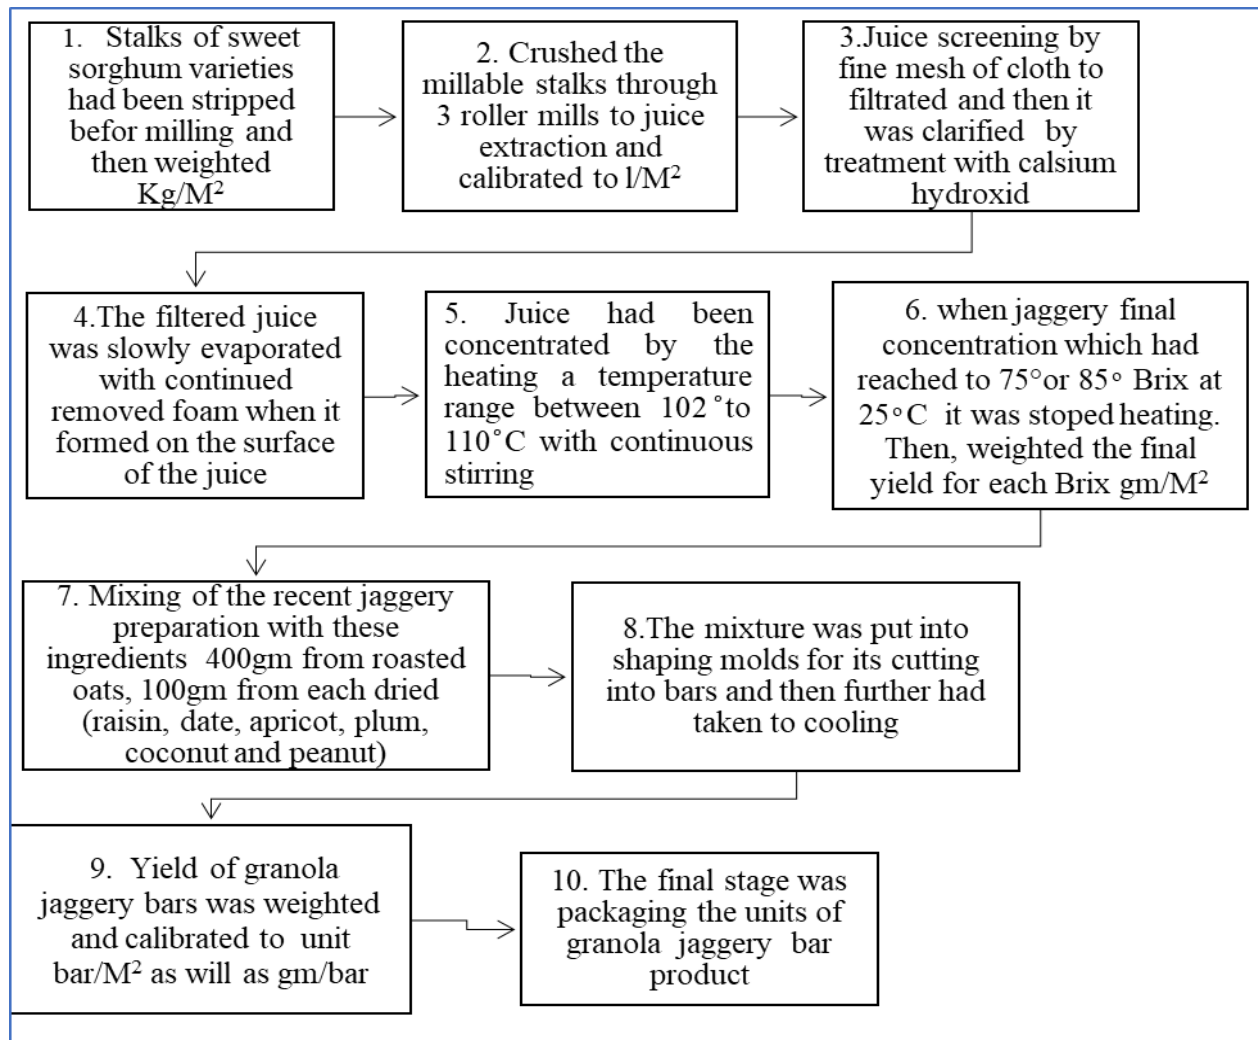 1. Stalks of sweet
sorghum varieties
had been stripped
befor milling and
then weighted
Kg/M²
2. Crushed the
millable stalks through
3 roller mills to juice
extraction and
calibrated to l/M²
3.Juice screening by
fine mesh of cloth to
filtrated and then it
was clarified by
treatment with calsium
hydroxid
4.The filtered juice
was slowly evaporated
with continued
removed foam when it
formed on the surface
of the juice
5. Juice had been
concentrated by the
heating a temperature
range between 102˚to
110˚C with continuous
stirring
6. when jaggery final
concentration which had
reached to 75°or 85° Brix at
25°C it was stoped heating.
Then, weighted the final
yield for each Brix gm/M²
7. Mixing of the recent jaggery
preparation with these
ingredients 400gm from roasted
oats, 100gm from each dried
(raisin, date, apricot, plum,
coconut and peanut)
8.The mixture was put into
shaping molds for its cutting
into bars and then further had
taken to cooling
9. Yield of granola
jaggery bars was weighted
and calibrated to unit
bar/M² as will as gm/bar
10. The final stage was
packaging the units of
granola jaggery bar
product